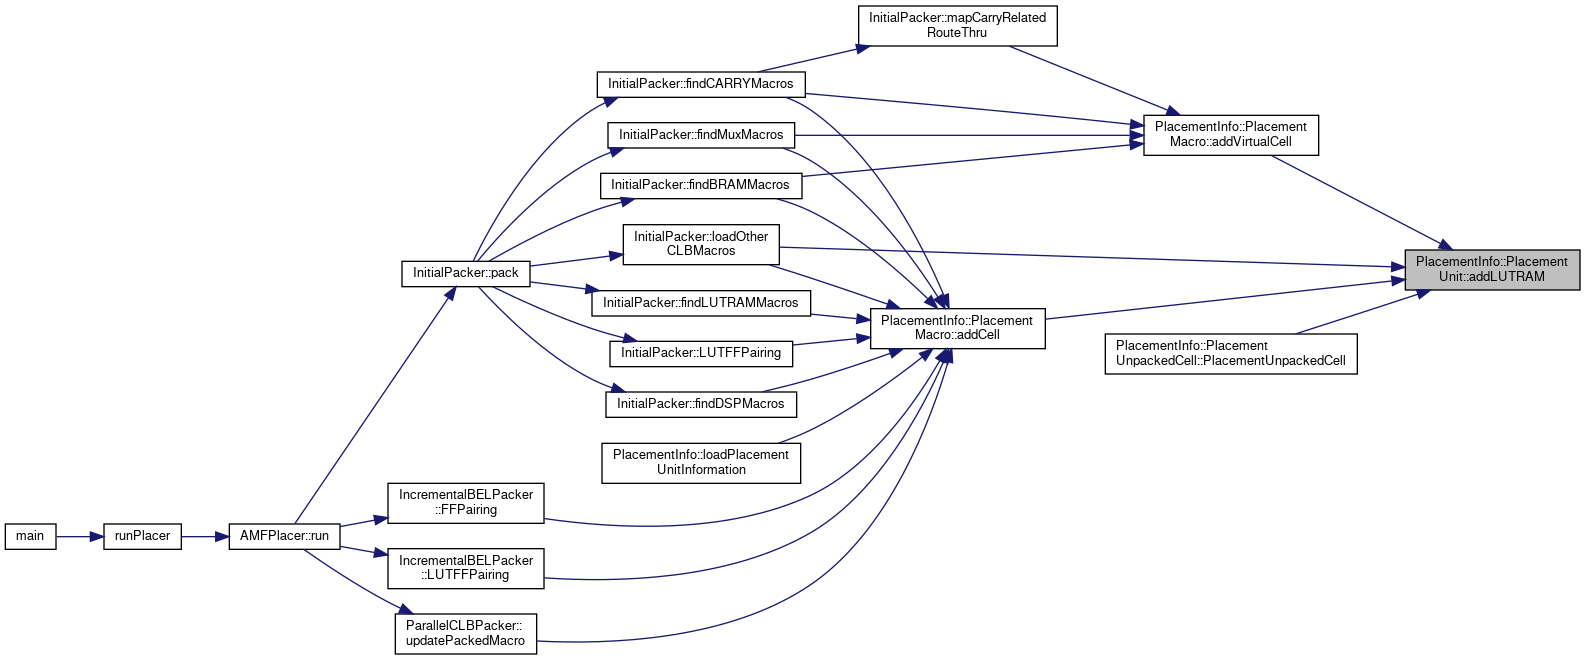 InitialPacker::mapCarryRelated
RouteThru
InitialPacker::findCARRYMacros
InitialPacker::findMuxMacros
PlacementInfo::Placement
Macro::addVirtualCell
InitialPacker::findBRAMMacros
InitialPacker::loadOther
CLBMacros
InitialPacker::pack
PlacementInfo::Placement
Unit::addLUTRAM
InitialPacker::findLUTRAMMacros
PlacementInfo::Placement
Macro::addCell
InitialPacker::LUTFFPairing
PlacementInfo::Placement
UnpackedCell::PlacementUnpackedCell
InitialPacker::findDSPMacros
PlacementInfo::loadPlacement
UnitInformation
IncrementalBELPacker
::FFPairing
main
runPlacer
AMFPlacer::run
IncrementalBELPacker
::LUTFFPairing
ParallelCLBPacker::
updatePackedMacro